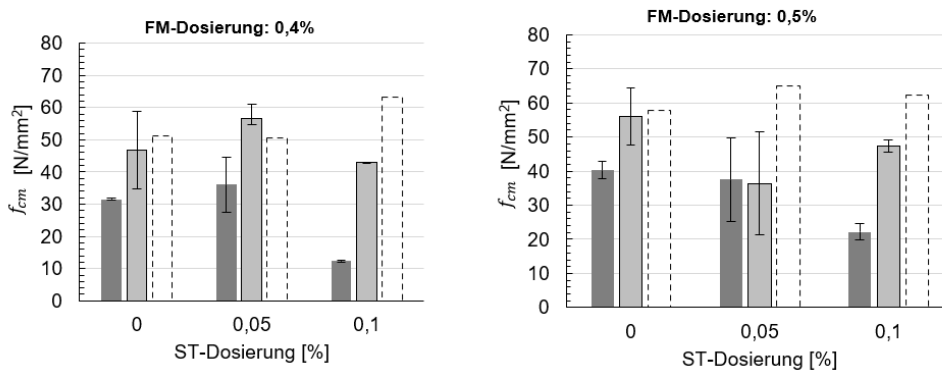 FM-Dosierung: 0,4%
80
70
60
50
40
30
20
10
0
f_cm [N/mm²]
0 0,05 0,1
ST-Dosierung [%]
FM-Dosierung: 0,5%
80
70
60
50
40
30
20
10
0
f_cm [N/mm²]
0 0,05 0,1
ST-Dosierung [%]